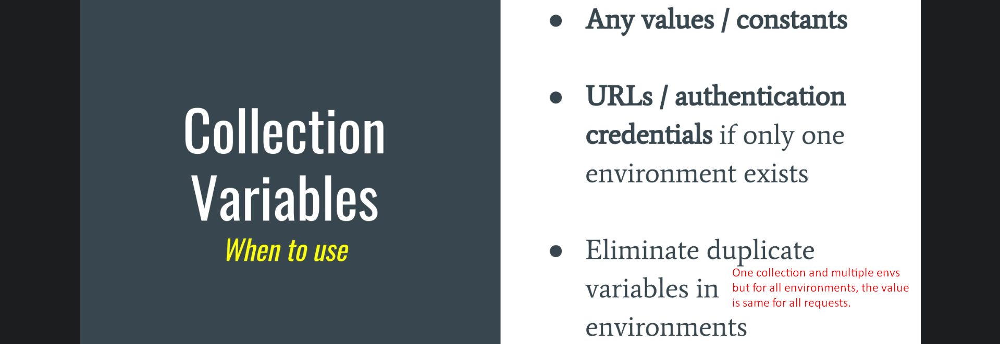 Collection
Variables
When to use
● Any values / constants
● URLs / authentication
credentials if only one
environment exists
● Eliminate duplicate
variables in
environments
One collection and multiple envs
but for all environments, the value
is same for all requests.